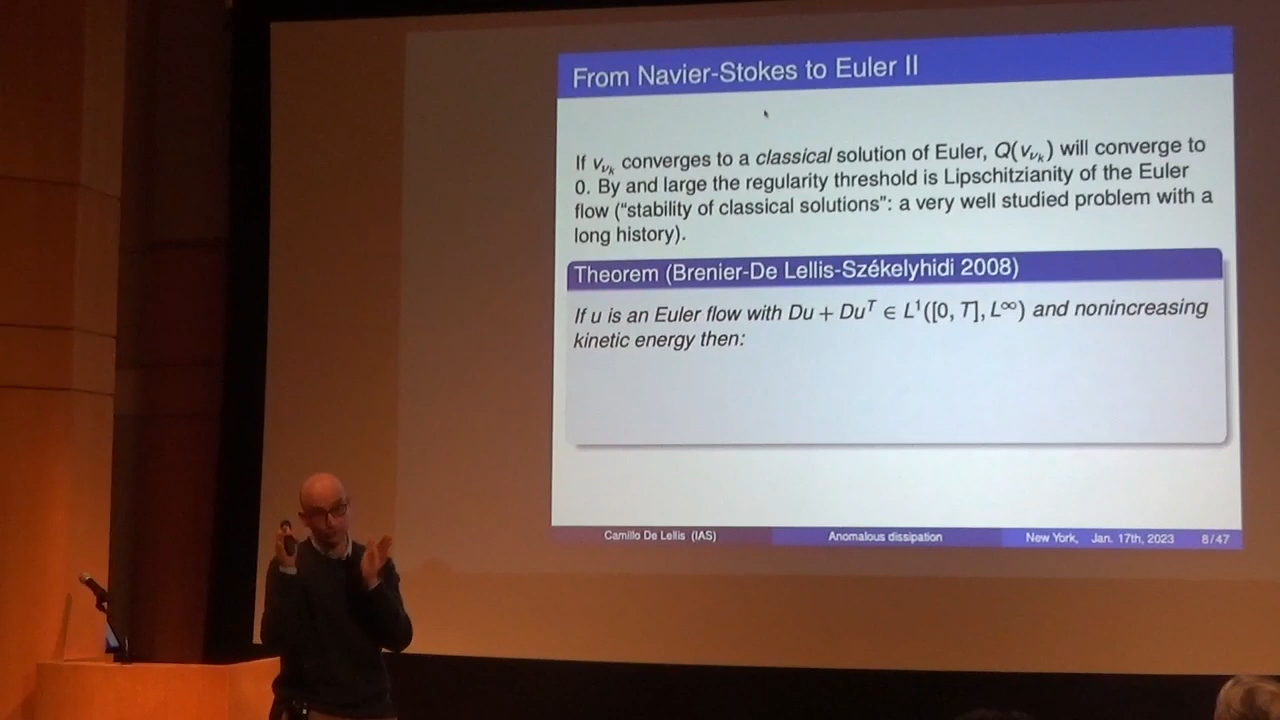 From Navier-Stokes to Euler II
If v_{ν_k} converges to a classical solution of Euler, Q(v_{ν_k}) will converge to
0. By and large the regularity threshold is Lipschitzianity of the Euler
flow (“stability of classical solutions”: a very well studied problem with a
long history).
Theorem (Brenier-De Lellis-Székelyhidi 2008)
If u is an Euler flow with Du + Du^T ∈ L^1([0, T], L^∞) and nonincreasing
kinetic energy then:
Camillo De Lellis (IAS) Anomalous dissipation New York, Jan. 17th, 2023 8/47